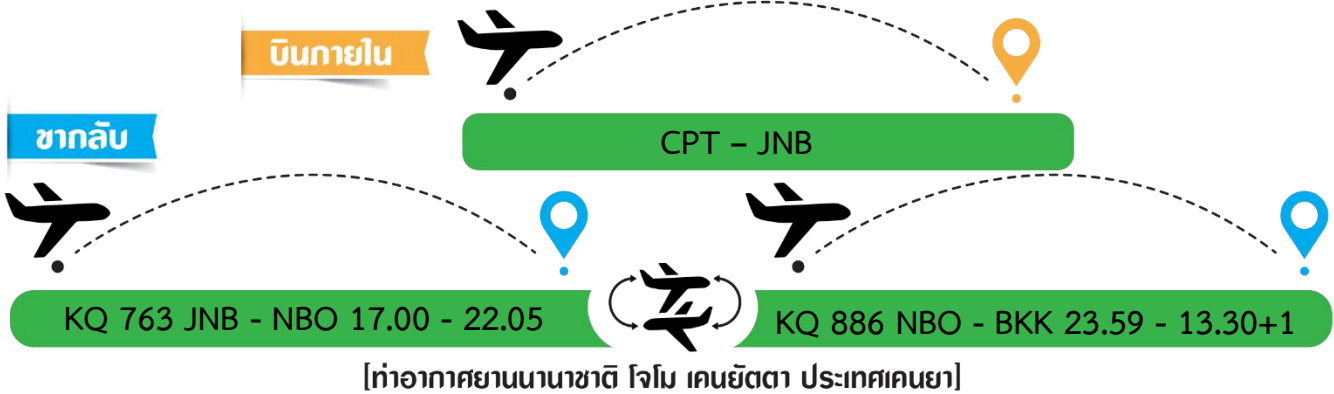 บินภายใน
CPT – JNB
ขากลับ
KQ 763 JNB - NBO 17.00 - 22.05
KQ 886 NBO - BKK 23.59 - 13.30+1
[ท่าอากาศยานนานาชาติ โจโม เคนยัตตา ประเทศเคนยา]